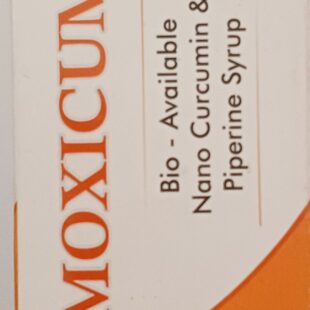 MOXICUM
Bio - Available
Nano Curcumin &
Piperine Syrup